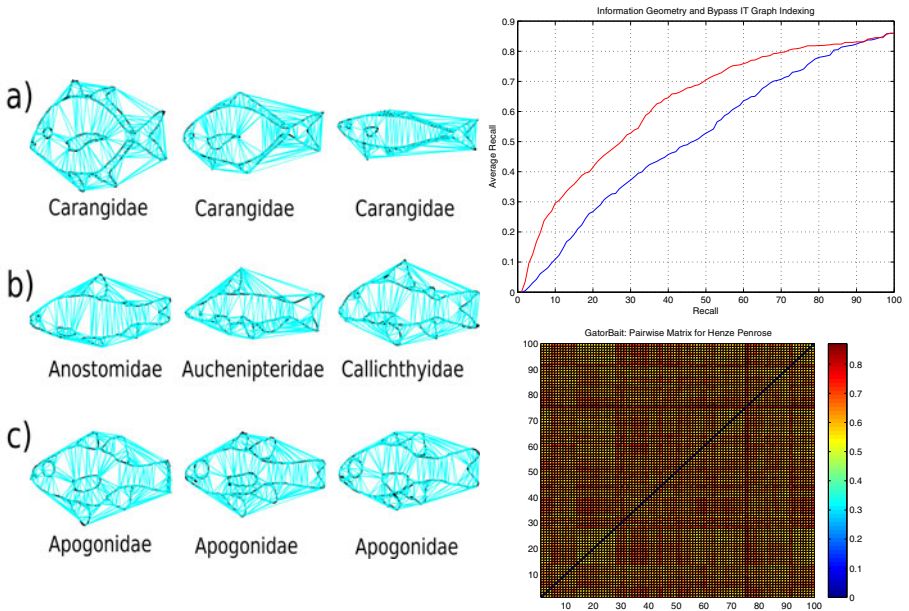 a)
Carangidae Carangidae Carangidae
b)
Anostomidae Auchenipteridae Callichthyidae
c)
Apogonidae Apogonidae Apogonidae
Information Geometry and Bypass IT Graph Indexing
Average Recall
0.9
0.8
0.7
0.6
0.5
0.4
0.3
0.2
0.1
0
0 10 20 30 40 50 60 70 80 90 100
Recall
GatorBait: Pairwise Matrix for Henze Penrose
100
90
80
70
60
50
40
30
20
10
10 20 30 40 50 60 70 80 90 100
0.8
0.7
0.6
0.5
0.4
0.3
0.2
0.1
0